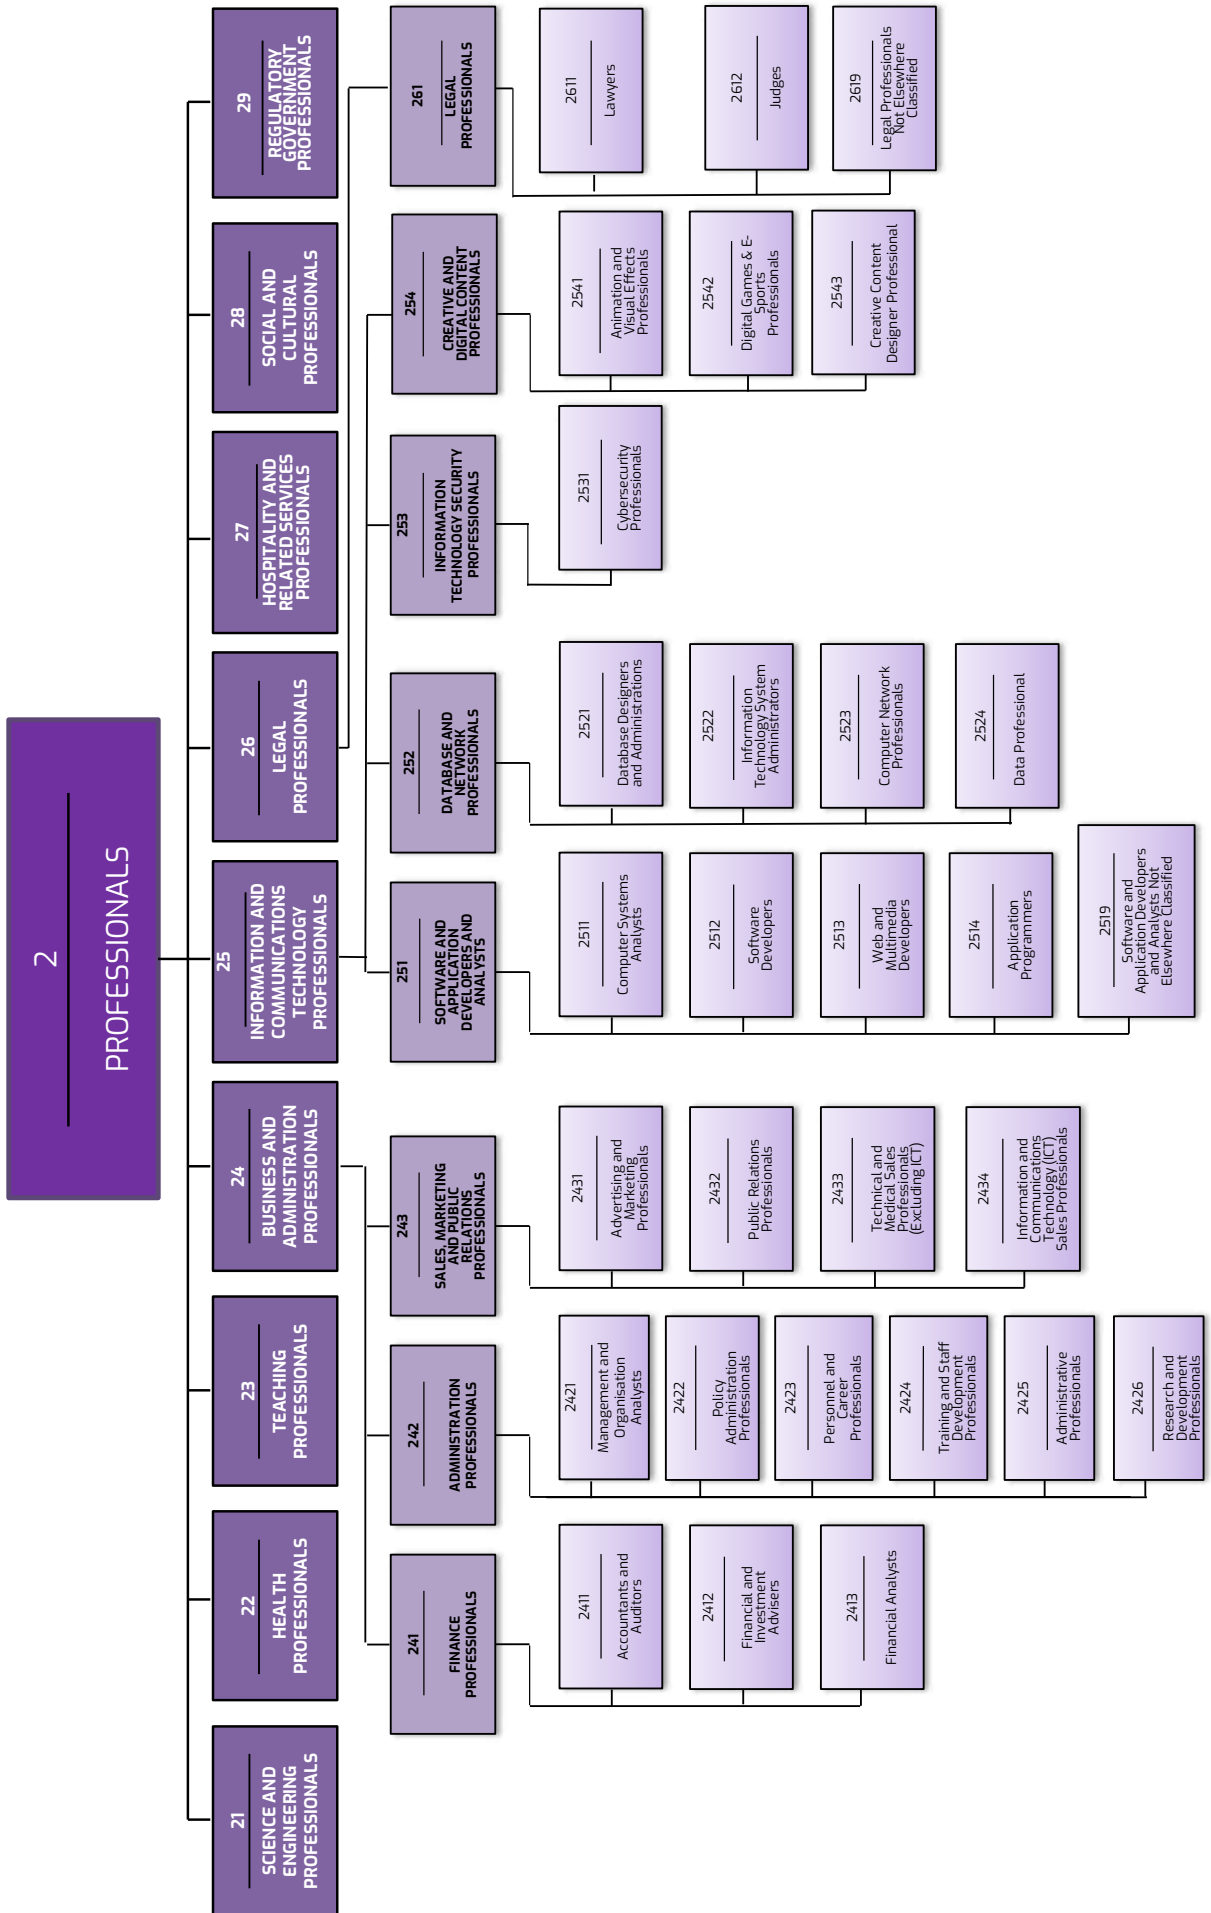 2
PROFESSIONALS
21
SCIENCE AND
ENGINEERING
PROFESSIONALS
22
HEALTH
PROFESSIONALS
23
TEACHING
PROFESSIONALS
24
BUSINESS AND
ADMINISTRATION
PROFESSIONALS
25
INFORMATION AND
COMMUNICATIONS
TECHNOLOGY
PROFESSIONALS
26
LEGAL
PROFESSIONALS
27
HOSPITALITY AND
RELATED SERVICES
PROFESSIONALS
28
SOCIAL AND
CULTURAL
PROFESSIONALS
29
REGULATORY
GOVERNMENT
PROFESSIONALS
241
FINANCE
PROFESSIONALS
242
ADMINISTRATION
PROFESSIONALS
243
SALES, MARKETING
AND PUBLIC
RELATIONS
PROFESSIONALS
251
SOFTWARE AND
APPLICATION
DEVELOPERS AND
ANALYSTS
252
DATABASE AND
NETWORK
PROFESSIONALS
253
INFORMATION
TECHNOLOGY SECURITY
PROFESSIONALS
254
CREATIVE AND
DIGITAL CONTENT
PROFESSIONALS
261
LEGAL
PROFESSIONALS
2411
Accountants and
Auditors
2412
Financial and
Investment
Advisers
2413
Financial Analysts
2421
Management and
Organisation
Analysts
2422
Policy
Administration
Professionals
2423
Personnel and
Career
Professionals
2424
Training and Staff
Development
Professionals
2425
Administrative
Professionals
2426
Research and
Development
Professionals
2431
Advertising and
Marketing
Professionals
2432
Public Relations
Professionals
2433
Technical and
Medical Sales
Professionals
(Excluding ICT)
2434
Information and
Communications
Technology (ICT)
Sales Professionals
2511
Computer Systems
Analysts
2512
Software
Developers
2513
Web and
Multimedia
Developers
2514
Application
Programmers
2519
Software and
Application Developers
and Analysts Not
Elsewhere Classified
2521
Database Designers
and Administrations
2522
Information
Technology System
Administrators
2523
Computer Network
Professionals
2524
Data Professional
2531
Cybersecurity
Professionals
2541
Animation and
Visual Effects
Professionals
2542
Digital Games & E-
Sports
Professionals
2543
Creative Content
Designer Professional
2611
Lawyers
2612
Judges
2619
Legal Professionals
Not Elsewhere
Classified